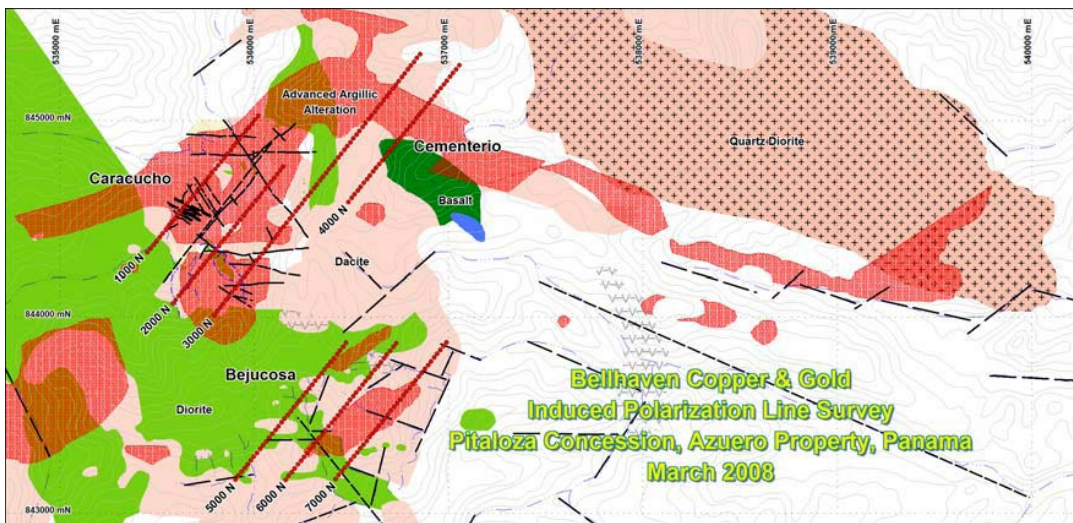 535000 mE
536000 mE
537000 mE
538000 mE
539000 mE
540000 mE
Advanced Argillic
Alteration
845000 mN
Cementerio
Quartz Diorite
Caracucho
Basalt
4000 N
1000 N
Dacite
2000 N
3000 N
844000 mN
Bejucosa
Diorite
Bellhaven Copper & Gold
Induced Polarization Line Survey
Pitaloza Concession, Azuero Property, Panama
March 2008
5000 N
6000 N
7000 N
843000 mN